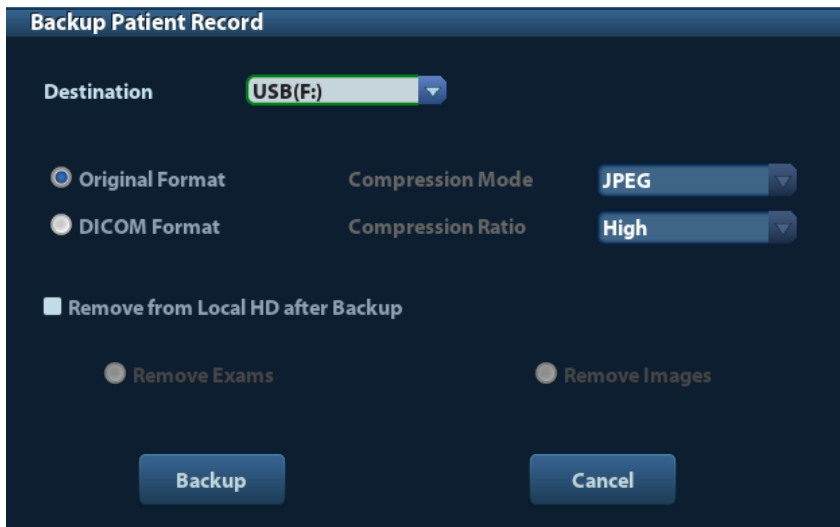 Backup Patient Record
Destination USB(F:)
Original Format Compression Mode JPEG
DICOM Format Compression Ratio High
Remove from Local HD after Backup
Remove Exams Remove Images
Backup Cancel